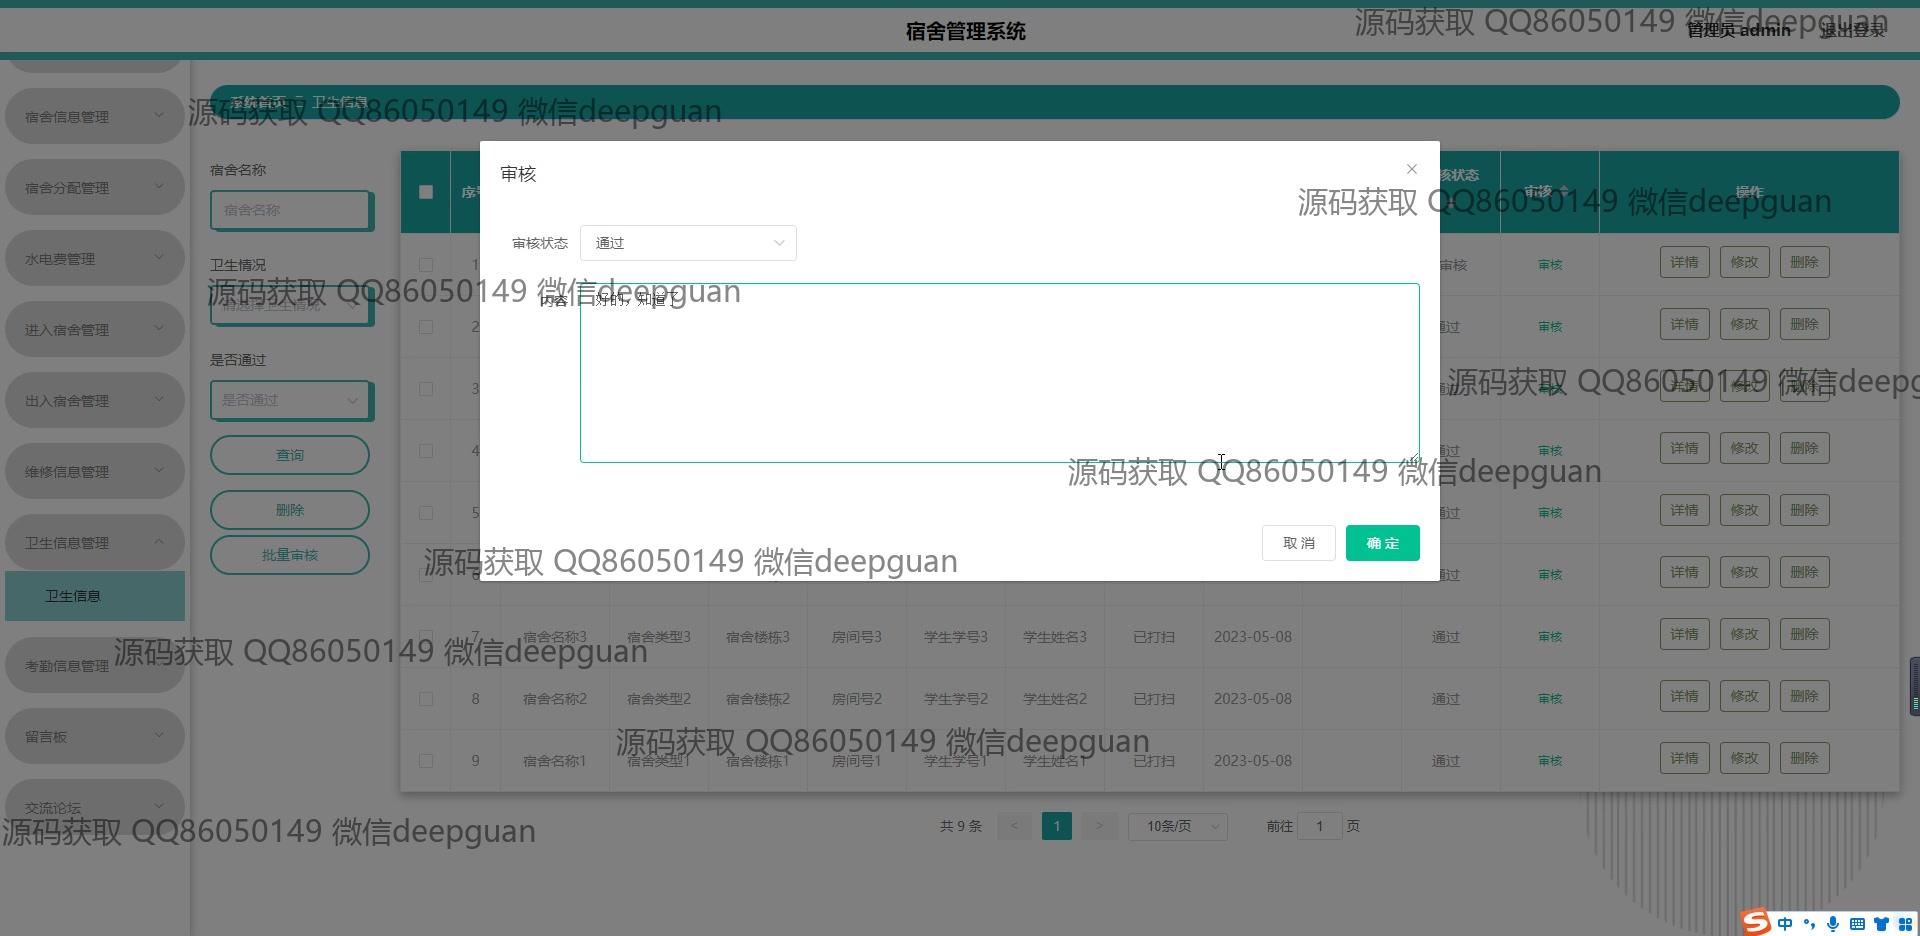 宿舍管理系统
源码获取 QQ86050149 微信deepguan
管理员 admin
退出登录
宿舍信息管理
宿舍分配管理
水电费管理
进入宿舍管理
出入宿舍管理
维修信息管理
卫生信息管理
卫生信息
考勤信息管理
留言板
交流论坛
系统首页
卫生信息
源码获取 QQ86050149 微信deepguan
宿舍名称
宿舍名称
卫生情况
请选择卫生情况
是否通过
是否通过
查询
删除
批量审核
审核
审核状态 通过
内容 好的，知道了
取 消 确 定
源码获取 QQ86050149 微信deepguan
源码获取 QQ86050149 微信deepguan
源码获取 QQ86050149 微信deepg
源码获取 QQ86050149 微信deepguan
源码获取 QQ86050149 微信deepguan
序号 核状态 审核 操作
1 审核 审核 详情 修改 删除
2 通过 审核 详情 修改 删除
3 通过 审核 详情 修改 删除
4 通过 审核 详情 修改 删除
5 通过 审核 详情 修改 删除
6 通过 审核 详情 修改 删除
7 宿舍名称3 宿舍类型3 宿舍楼栋3 房间号3 学生学号3 学生姓名3 已打扫 2023-05-08 通过 审核 详情 修改 删除
源码获取 QQ86050149 微信deepguan
8 宿舍名称2 宿舍类型2 宿舍楼栋2 房间号2 学生学号2 学生姓名2 已打扫 2023-05-08 通过 审核 详情 修改 删除
源码获取 QQ86050149 微信deepguan
9 宿舍名称1 宿舍类型1 宿舍楼栋1 房间号1 学生学号1 学生姓名1 已打扫 2023-05-08 通过 审核 详情 修改 删除
共 9 条 < 1 > 10条/页 前往 1 页
源码获取 QQ86050149 微信deepguan
S 中